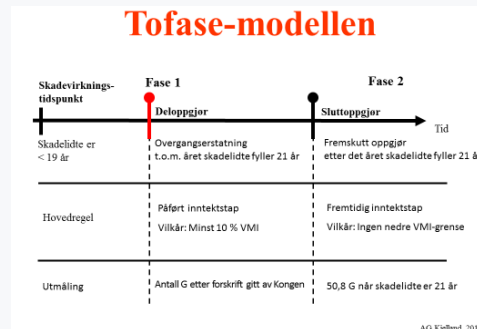 Tofase-modellen
Skadevirknings-
tidspunkt
Fase 1
Fase 2
Deloppgjør
Sluttoppgjør
Tid
Skadelidte er
< 19 år
Overgangserstatning
t.o.m. året skadelidte fyller 21 år
Fremskutt oppgjør
etter det året skadelidte fyller 21 å
Hovedregel
Påført inntektstap
Vilkår: Minst 10 % VMI
Fremtidig inntektstap
Vilkår: Ingen nedre VMI-grense
Utmåling
Antall G etter forskrift gitt av Kongen
50,8 G når skadelidte er 21 år